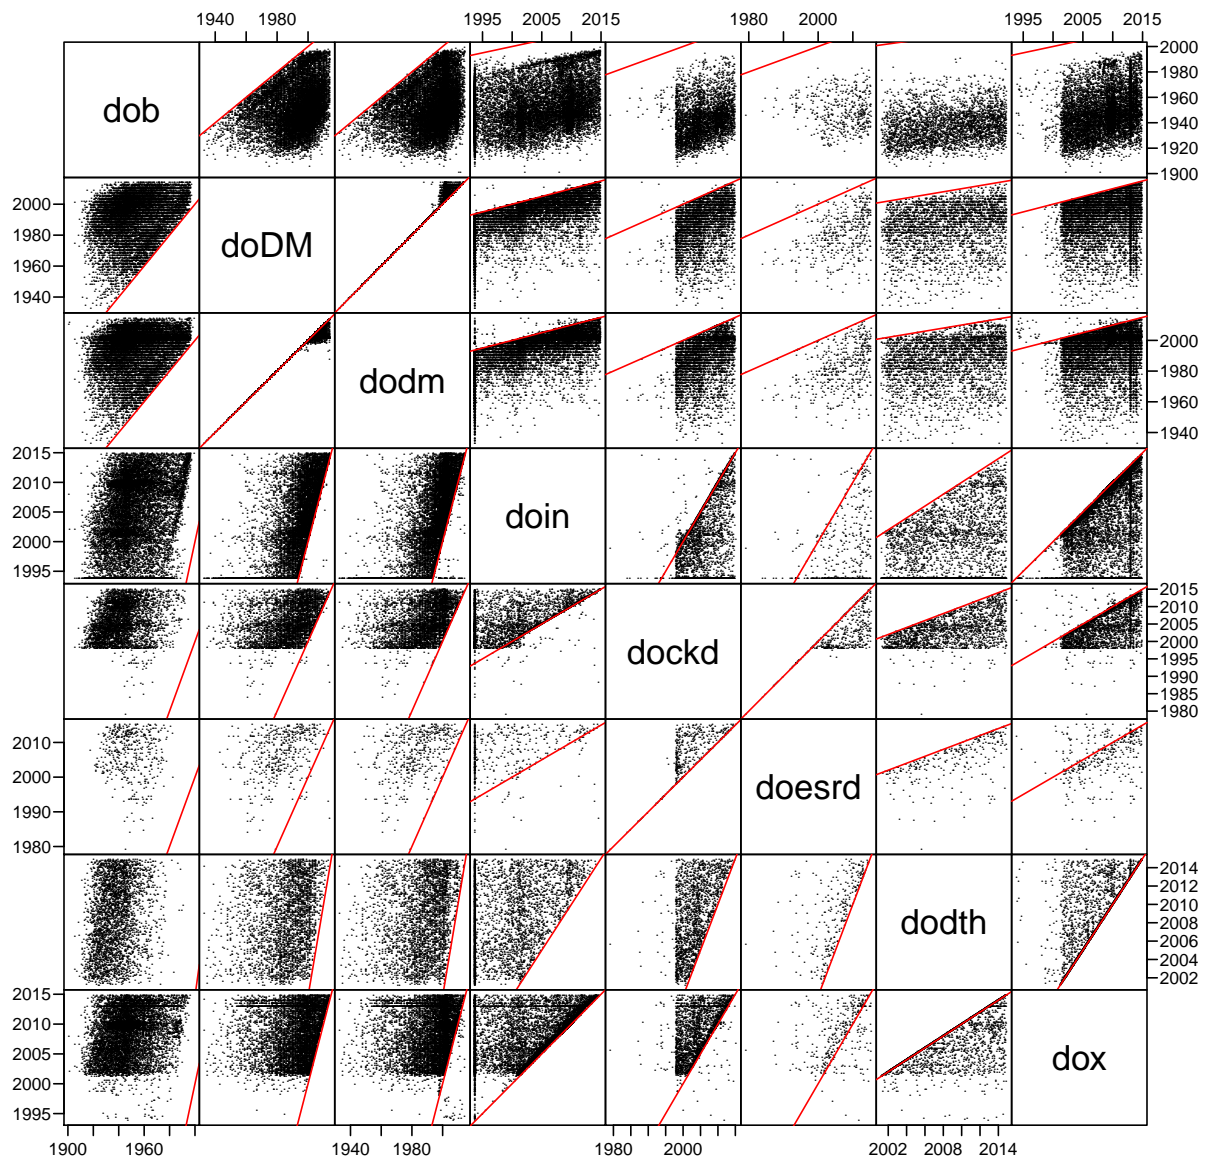 1940 1980 1995 2005 2015 1980 2000 1995 2005 2015
dob 2000 1980 1960 1940 1920 1900
2000 1980 1960 1940 doDM
dodm 2000 1980 1960 1940
2015 2010 2005 2000 1995 doin
dockd 2015 2010 2005 2000 1995 1990 1985 1980
2010 2000 1990 1980 doesrd
dodth 2014 2012 2010 2008 2006 2004 2002
2015 2010 2005 2000 1995 dox
1900 1960 1940 1980 1980 2000 2002 2008 2014